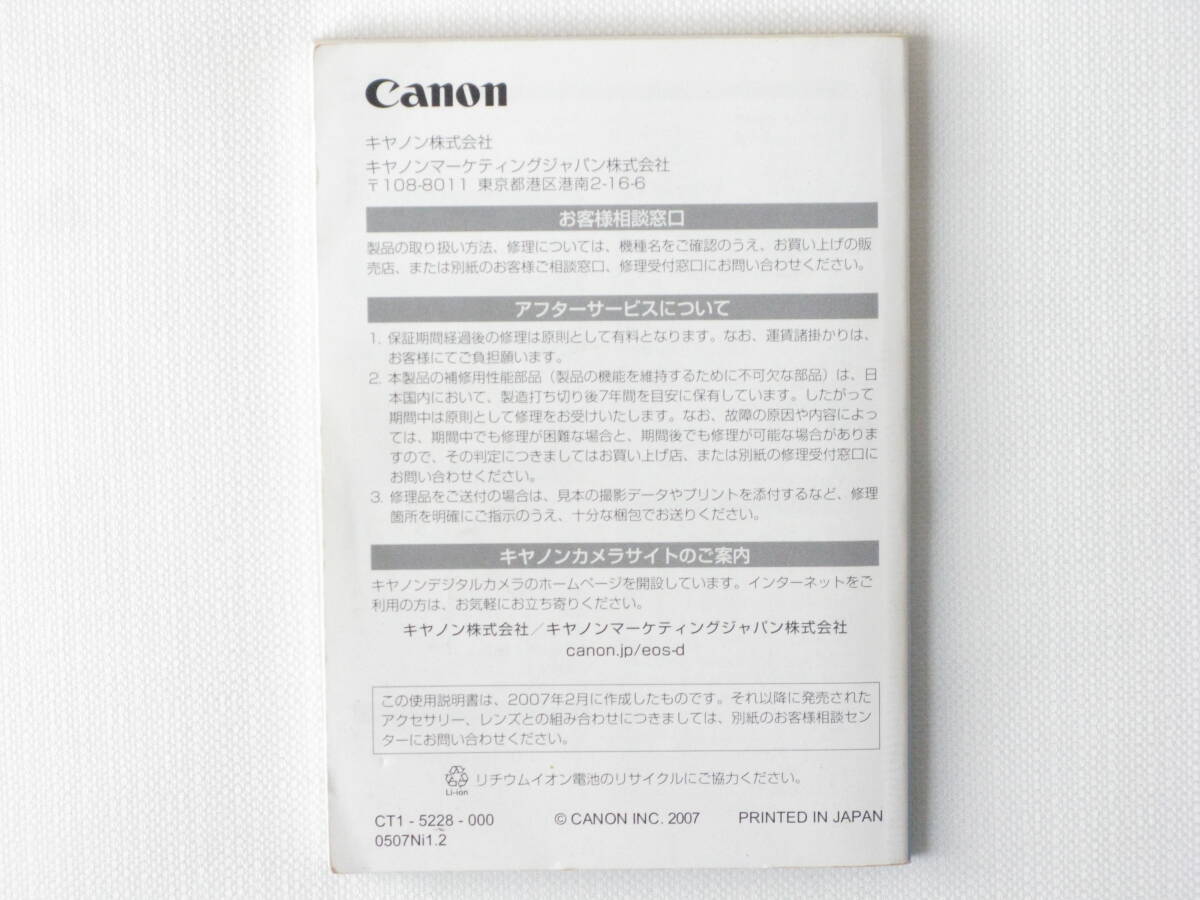 Canon
キヤノン株式会社
キヤノンマーケティングジャパン株式会社
〒108-8011 東京都港区港南2-16-6
お客様相談窓口
製品の取り扱い方法、修理については、機種名をご確認のうえ、お買い上げの販
売店、または別紙のお客様ご相談窓口、修理受付窓口にお問い合わせください。
アフターサービスについて
1. 保証期間経過後の修理は原則として有料となります。なお、運賃諸掛かりは、
お客様にてご負担願います。
2. 本製品の補修用性能部品（製品の機能を維持するために不可欠な部品）は、日
本国内において、製造打ち切り後7年間を目安に保有しています。したがって
期間中は原則として修理をお受けいたします。なお、故障の原因や内容によっ
ては、期間中でも修理が困難な場合と、期間後でも修理が可能な場合がありま
すので、その判定につきましてはお買い上げ店、または別紙の修理受付窓口に
お問い合わせください。
3. 修理品をご送付の場合は、見本の撮影データやプリントを添付するなど、修理
箇所を明確にご指示のうえ、十分な梱包でお送りください。
キヤノンカメラサイトのご案内
キヤノンデジタルカメラのホームページを開設しています。インターネットをご
利用の方は、お気軽にお立ち寄りください。
キヤノン株式会社／キヤノンマーケティングジャパン株式会社
canon.jp/eos-d
この使用説明書は、2007年2月に作成したものです。それ以降に発売された
アクセサリー、レンズとの組み合わせにつきましては、別紙のお客様相談セン
ターにお問い合わせください。
Li-ion リチウムイオン電池のリサイクルにご協力ください。
CT1 - 5228 - 000 © CANON INC. 2007 PRINTED IN JAPAN
0507Ni1.2